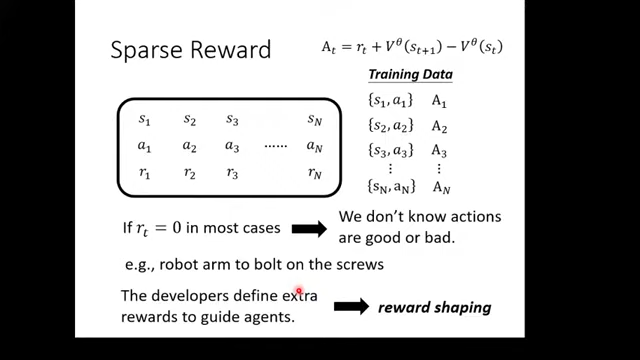 Sparse Reward
A_t = r_t + V^θ(s_{t+1}) − V^θ(s_t)
Training Data
{s_1, a_1} A_1
{s_2, a_2} A_2
{s_3, a_3} A_3
⋮ ⋮
{s_N, a_N} A_N
s_1 s_2 s_3 s_N
a_1 a_2 a_3 ...... a_N
r_1 r_2 r_3 r_N
If r_t = 0 in most cases
We don't know actions
are good or bad.
e.g., robot arm to bolt on the screws
The developers define extra
rewards to guide agents.
reward shaping